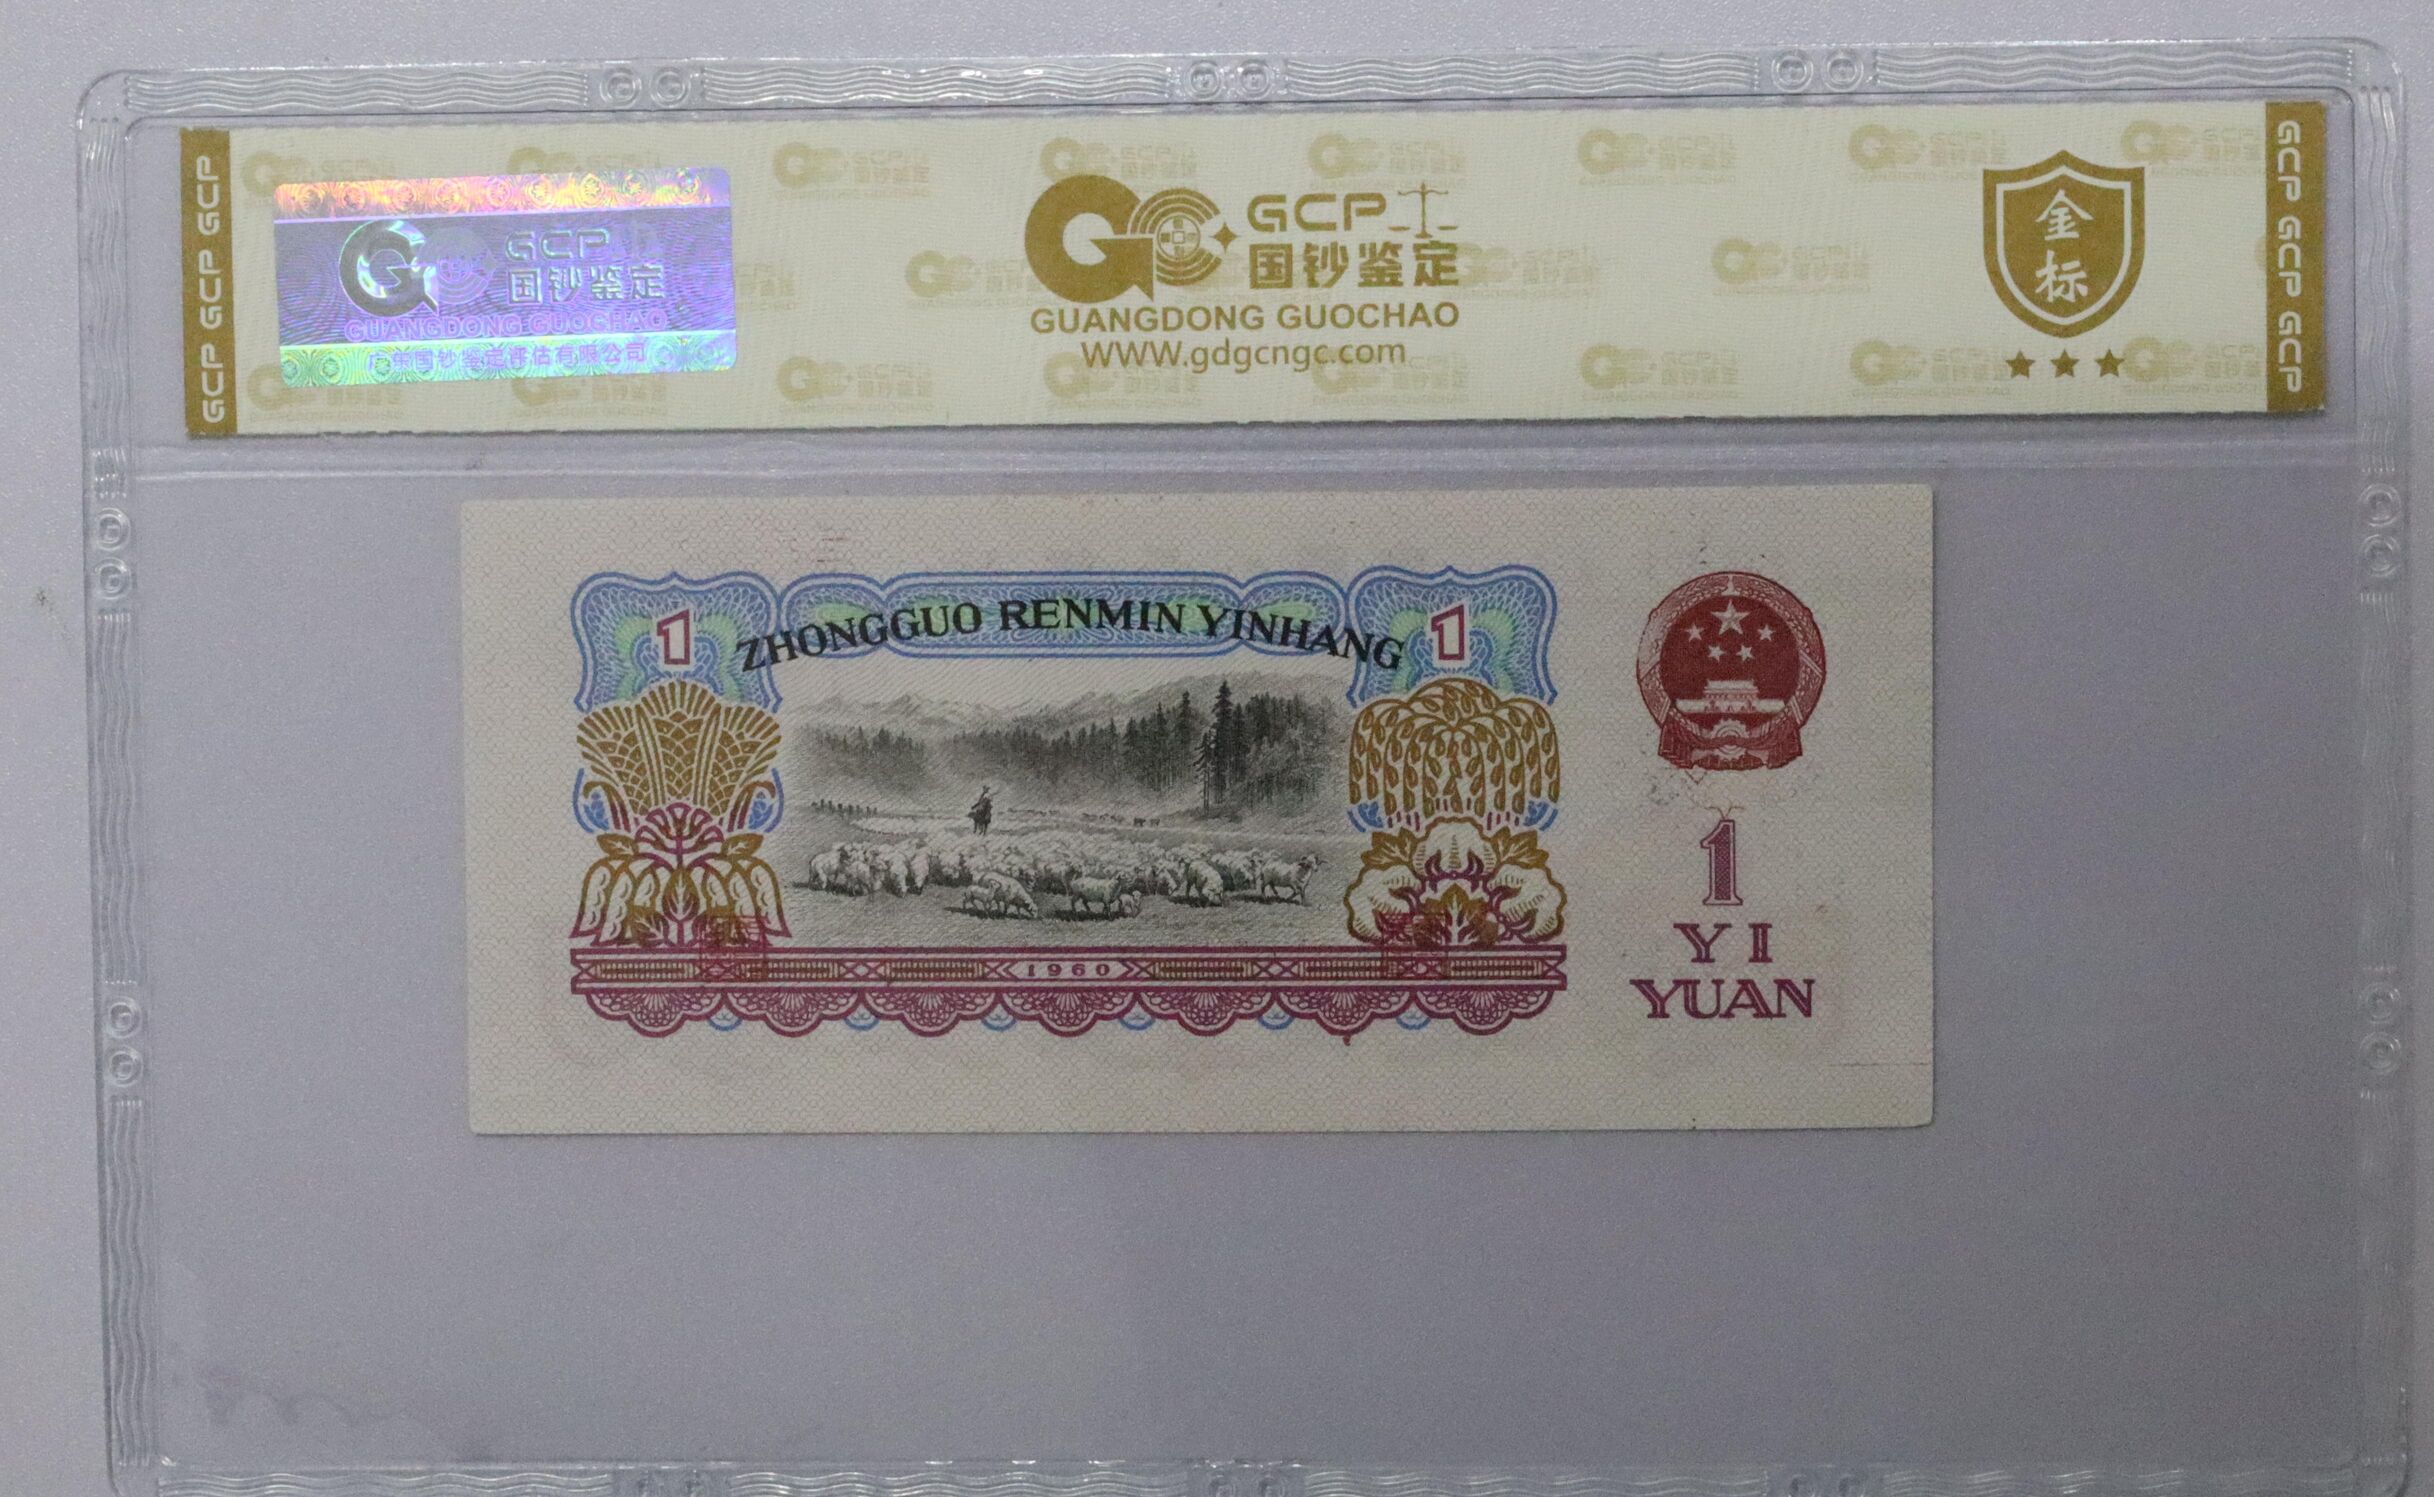 GCP GCP GCP
GCP
国钞鉴定
GUANGDONG GUOCHAO
广东国钞鉴定评估有限公司
GCP
国钞鉴定
GUANGDONG GUOCHAO
WWW.gdgcngc.com
金
标
GCP GCP GCP
1 ZHONGGUO RENMIN YINHANG 1
1960
1
YI
YUAN